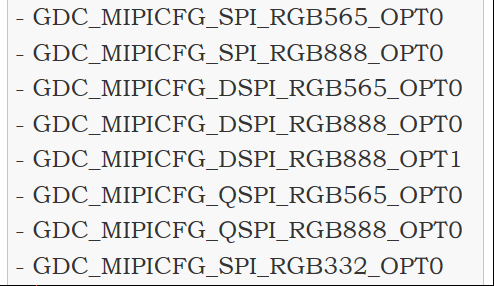 - GDC_MIPICFG_SPI_RGB565_OPT0
- GDC_MIPICFG_SPI_RGB888_OPT0
- GDC_MIPICFG_DSPI_RGB565_OPT0
- GDC_MIPICFG_DSPI_RGB888_OPT0
- GDC_MIPICFG_DSPI_RGB888_OPT1
- GDC_MIPICFG_QSPI_RGB565_OPT0
- GDC_MIPICFG_QSPI_RGB888_OPT0
- GDC_MIPICFG_SPI_RGB332_OPT0